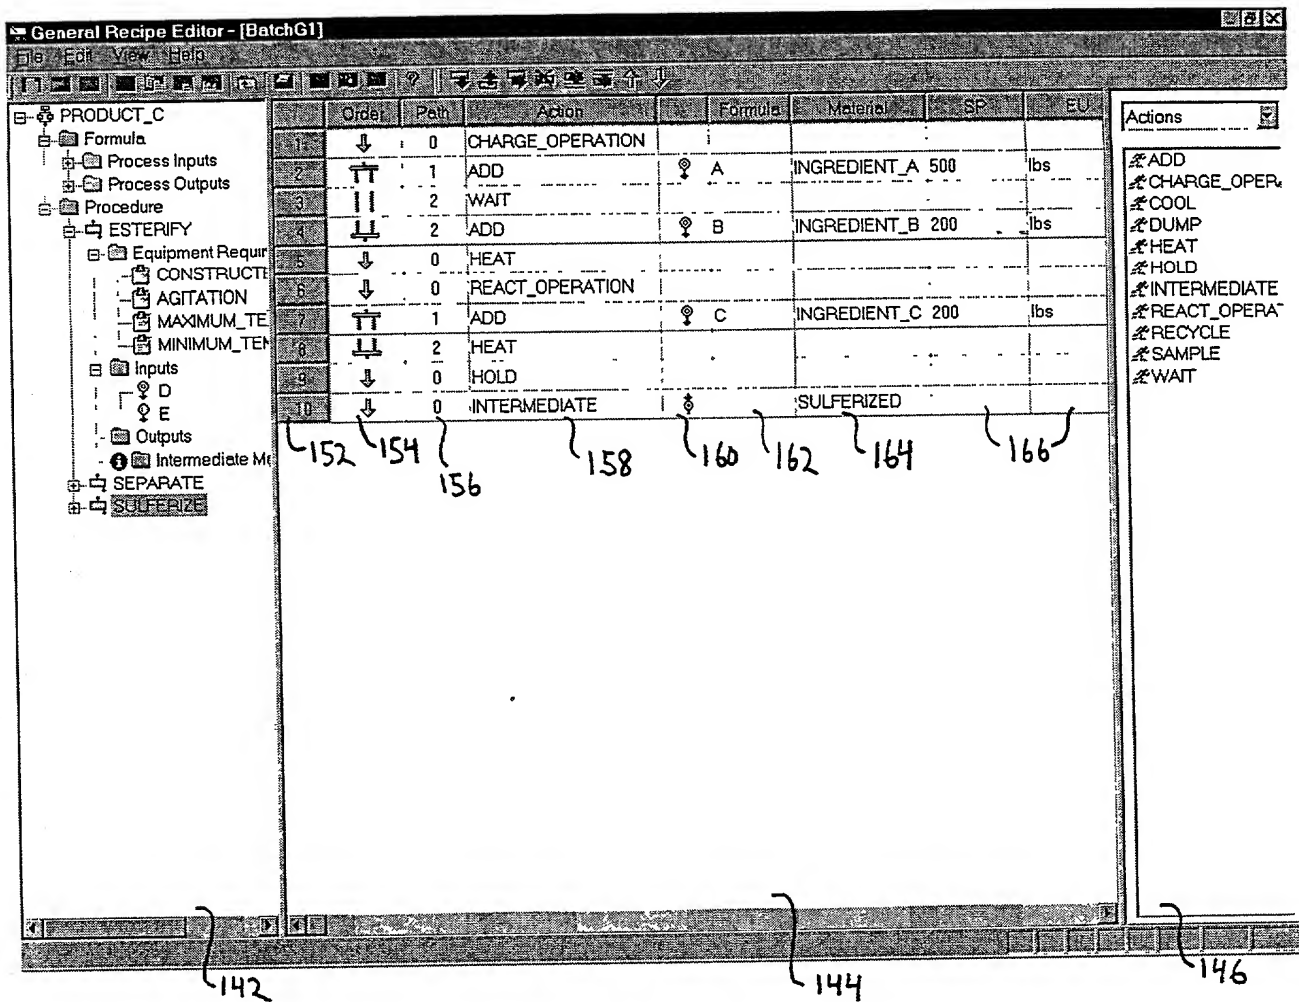 General Recipe Editor - [BatchG1]
File Edit View Help
PRODUCT_C
Formula
Process Inputs
Process Outputs
Procedure
ESTERIFY
Equipment Requir
CONSTRUCTI
AGITATION
MAXIMUM_TE
MINIMUM_TEM
Inputs
D
E
Outputs
Intermediate Me
SEPARATE
SULFERIZE
Order Path Action Formula Material SP EU
1 0 CHARGE_OPERATION
2 1 ADD A INGREDIENT_A 500 lbs
3 2 WAIT
4 2 ADD B INGREDIENT_B 200 lbs
5 0 HEAT
6 0 REACT_OPERATION
7 1 ADD C INGREDIENT_C 200 lbs
8 2 HEAT
9 0 HOLD
10 0 INTERMEDIATE SULFERIZED
152 154 156 158 160 162 164 166
Actions
ADD
CHARGE_OPERA
COOL
DUMP
HEAT
HOLD
INTERMEDIATE
REACT_OPERAT
RECYCLE
SAMPLE
WAIT
142 144 146